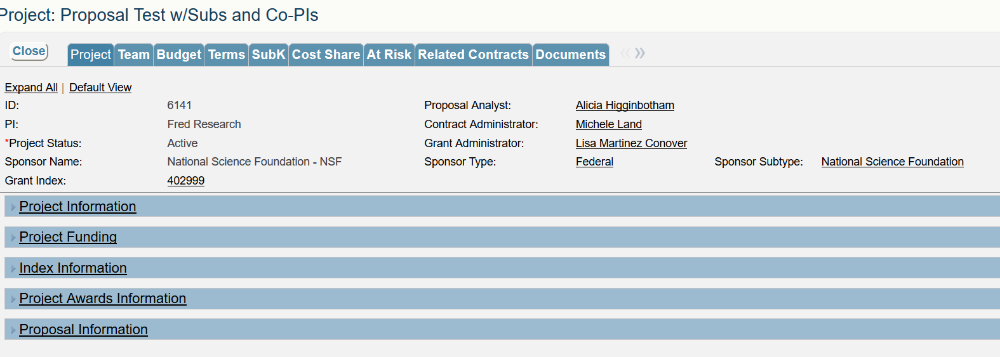 Project: Proposal Test w/Subs and Co-PIs
Close Project Team Budget Terms SubK Cost Share At Risk Related Contracts Documents « »
Expand All | Default View
ID: 6141 Proposal Analyst: Alicia Higginbotham
PI: Fred Research Contract Administrator: Michele Land
*Project Status: Active Grant Administrator: Lisa Martinez Conover
Sponsor Name: National Science Foundation - NSF Sponsor Type: Federal Sponsor Subtype: National Science Foundation
Grant Index: 402999
Project Information
Project Funding
Index Information
Project Awards Information
Proposal Information